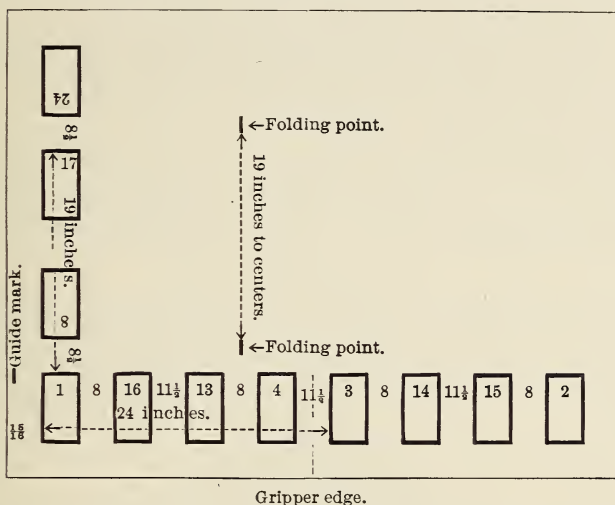 24
8½
←Folding point.
17
19 inches.
19 inches to centers.
8
Guide mark.
8½
←Folding point.
1 8 16 11½ 13 8 4 11¼ 3 8 14 11½ 15 8 2
24 inches.
15/16
Gripper edge.